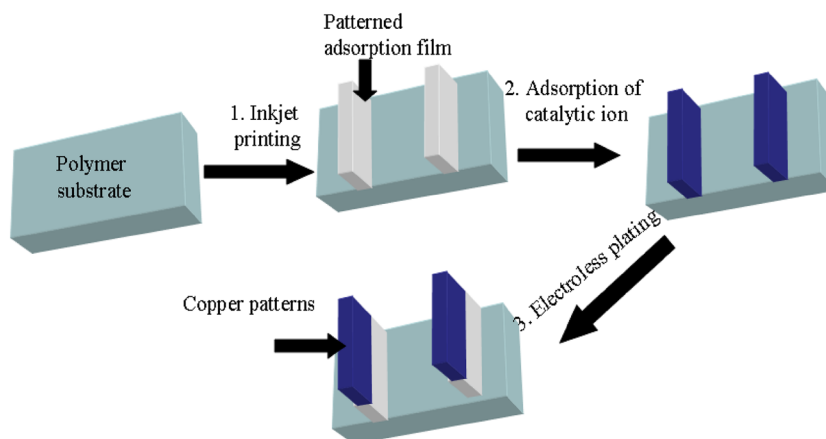 Patterned
adsorption film
1. Inkjet
printing
2. Adsorption of
catalytic ion
Polymer
substrate
3. Electroless plating
Copper patterns